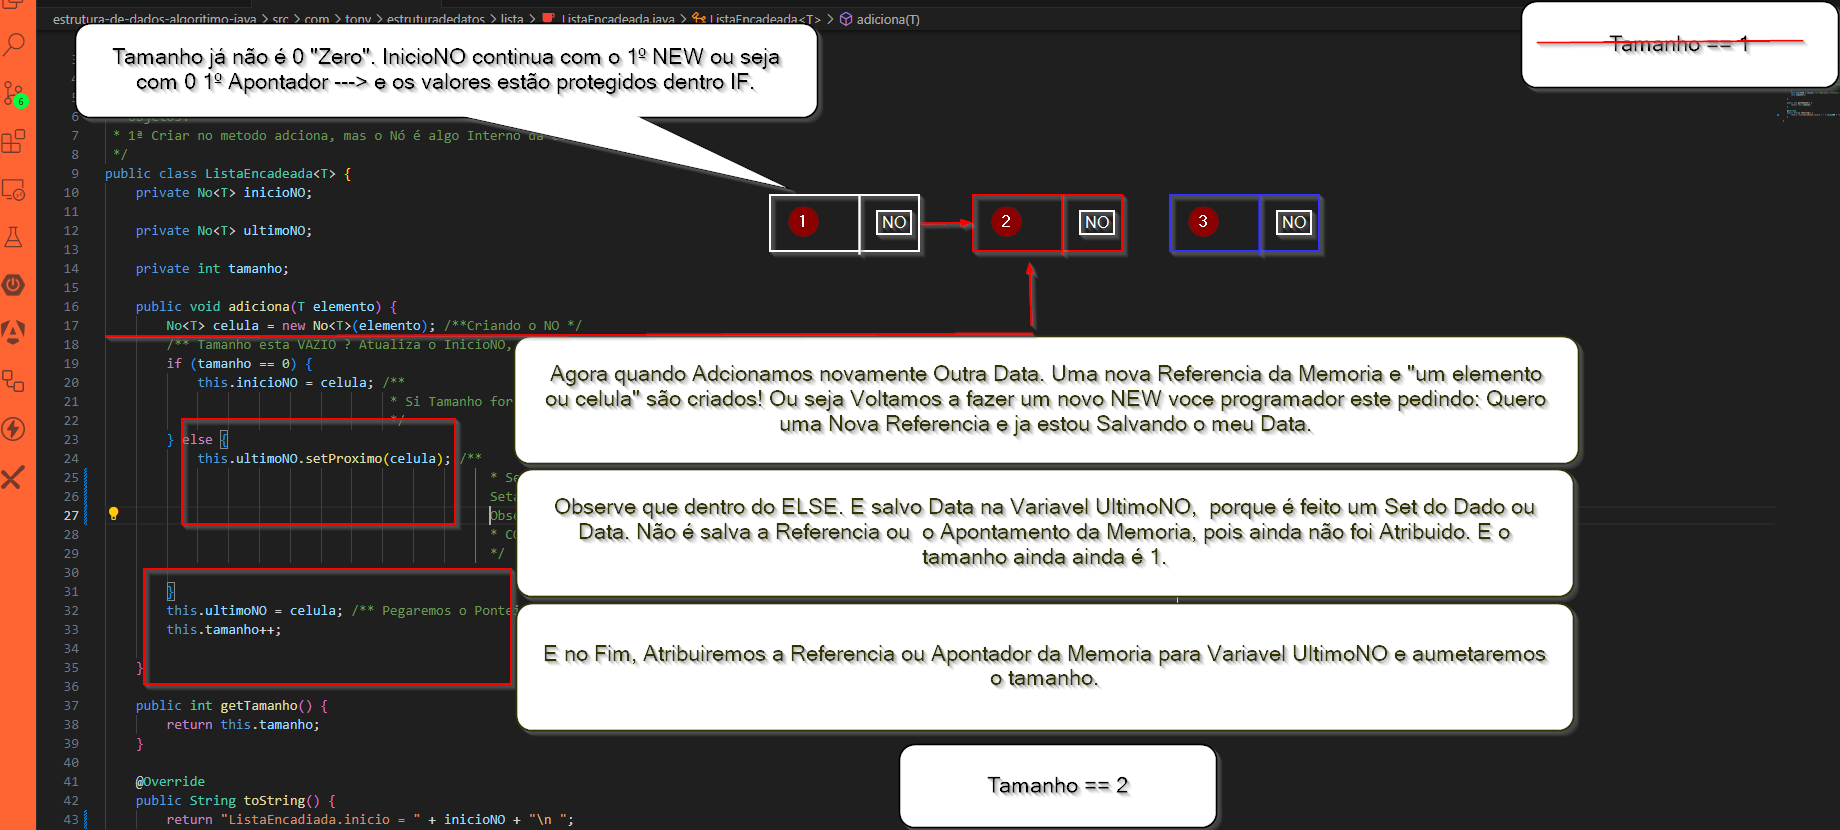 estrutura-de-dados-algoritimo-java > src > com > tony > estruturadedatos > lista > ListaEncadeada.java > ListaEncadeada<T> > adiciona(T)
Tamanho já não é 0 "Zero". InicioNO continua com o 1º NEW ou seja
com 0 1º Apontador ---> e os valores estão protegidos dentro IF.
Tamanho == 1
6
6
7 * 1ª Criar no metodo adciona, mas o Nó é algo Interno da
8 */
9 public class ListaEncadeada<T> {
10 private No<T> inicioNO;
11
12 private No<T> ultimoNO;
13
14 private int tamanho;
15
16 public void adiciona(T elemento) {
17 No<T> celula = new No<T>(elemento); /**Criando o NO */
18 /** Tamanho esta VAZIO ? Atualiza o InicioNO,
19 if (tamanho == 0) {
20 this.inicioNO = celula; /**
21 * Si Tamanho for
22 */
23 } else {
24 this.ultimoNO.setProximo(celula); /**
25 * Se
26 Seta
27 Obse
28 * CO
29 */
30
31 }
32 this.ultimoNO = celula; /** Pegaremos o Ponte
33 this.tamanho++;
34
35 }
36
37 public int getTamanho() {
38 return this.tamanho;
39 }
40
41 @Override
42 public String toString() {
43 return "ListaEncadiada.inicio = " + inicioNO + "\n ";
1 NO 2 NO 3 NO
Agora quando Adcionamos novamente Outra Data. Uma nova Referencia da Memoria e "um elemento
ou celula" são criados! Ou seja Voltamos a fazer um novo NEW voce programador este pedindo: Quero
uma Nova Referencia e ja estou Salvando o meu Data.
Observe que dentro do ELSE. E salvo Data na Variavel UltimoNO, porque é feito um Set do Dado ou
Data. Não é salva a Referencia ou o Apontamento da Memoria, pois ainda não foi Atribuido. E o
tamanho ainda ainda é 1.
E no Fim, Atribuiremos a Referencia ou Apontador da Memoria para Variavel UltimoNO e aumetaremos
o tamanho.
Tamanho == 2